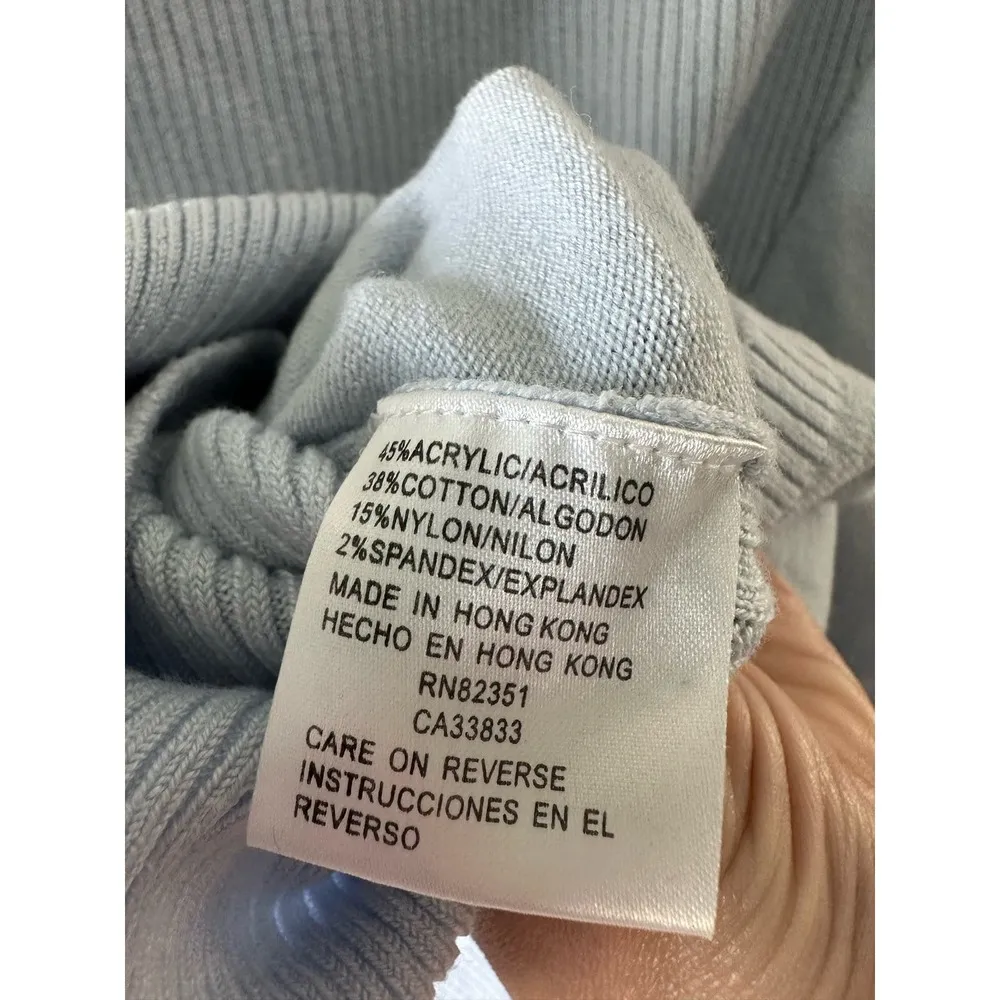 45%ACRYLIC/ACRILICO
38%COTTON/ALGODON
15%NYLON/NILON
2%SPANDEX/EXPLANDEX
MADE IN HONG KONG
HECHO EN HONG KONG
RN82351
CA33833
CARE ON REVERSE
INSTRUCCIONES EN EL
REVERSO